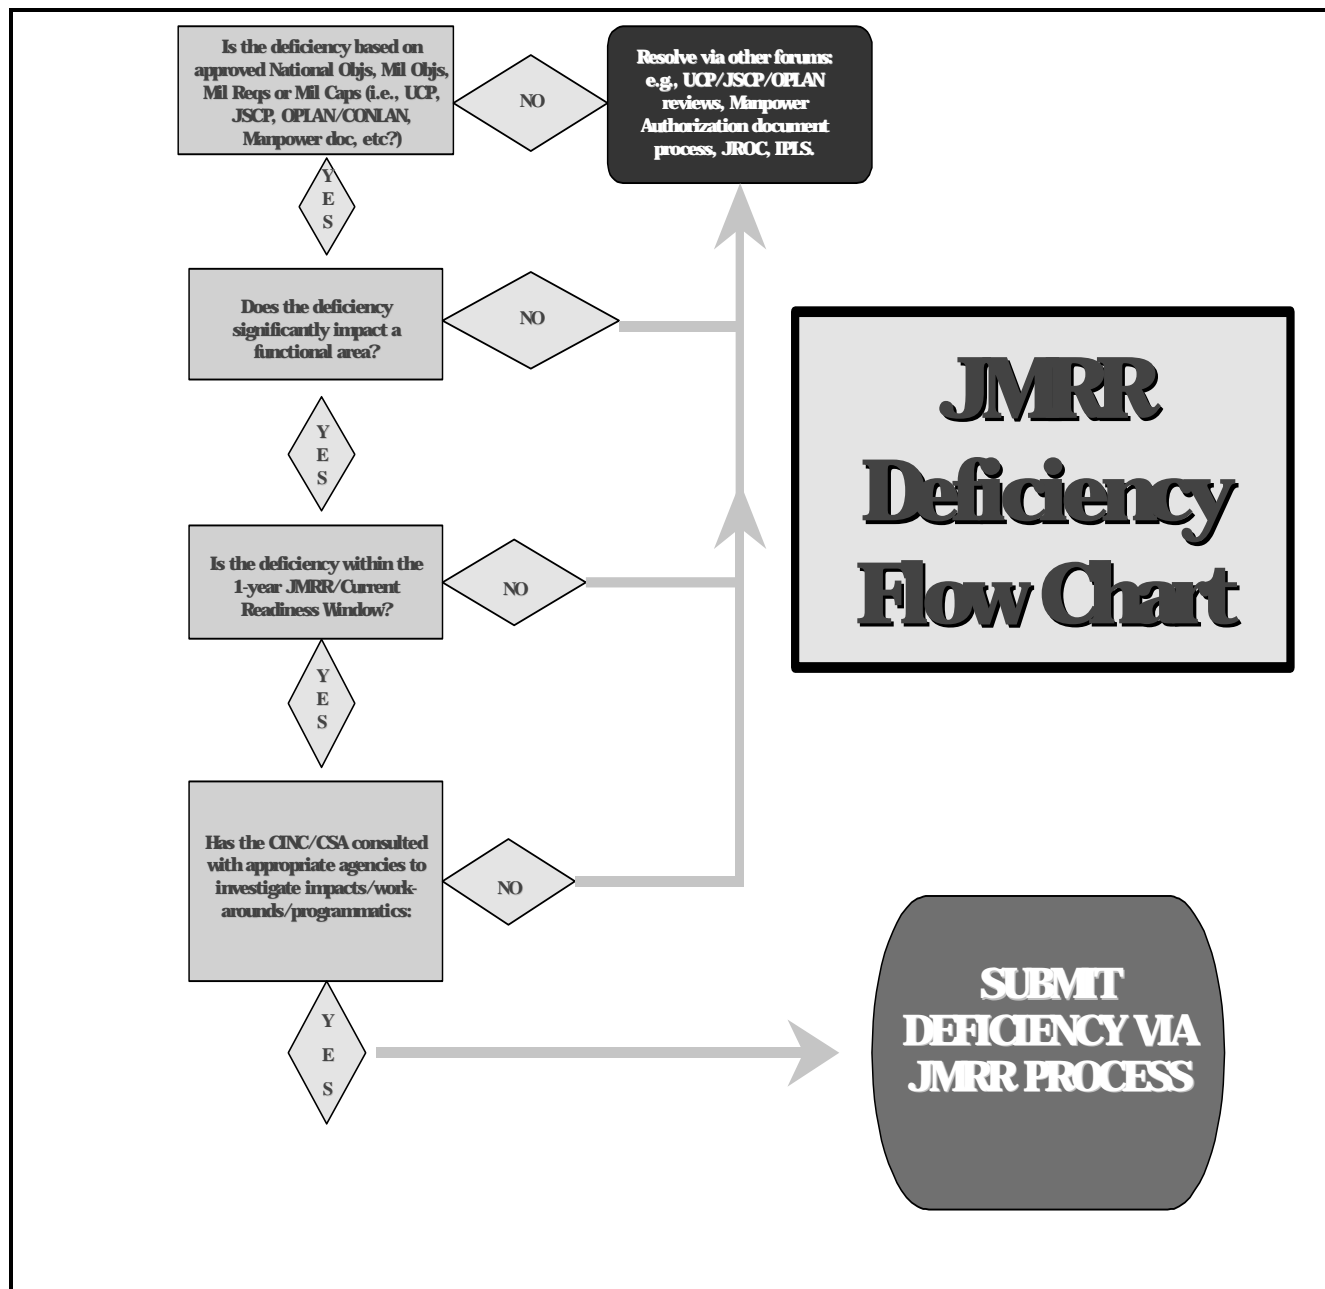 Is the deficiency based on
approved National Objs, Mil Objs,
Mil Reqs or Mil Caps (i.e., UCP,
JSCP, OPLAN/CONLAN,
Manpower doc, etc?)
NO
Resolve via other forums:
e.g., UCP/JSCP/OPLAN
reviews, Manpower
Authorization document
process, JROC, IPLS.
Y
E
S
Does the deficiency
significantly impact a
functional area?
NO
JMRR
Deficiency
Flow Chart
Y
E
S
Is the deficiency within the
1-year JMRR/Current
Readiness Window?
NO
Y
E
S
Has the CINC/CSA consulted
with appropriate agencies to
investigate impacts/work-
arounds/programmatics:
NO
Y
E
S
SUBMIT
DEFICIENCY VIA
JMRR PROCESS